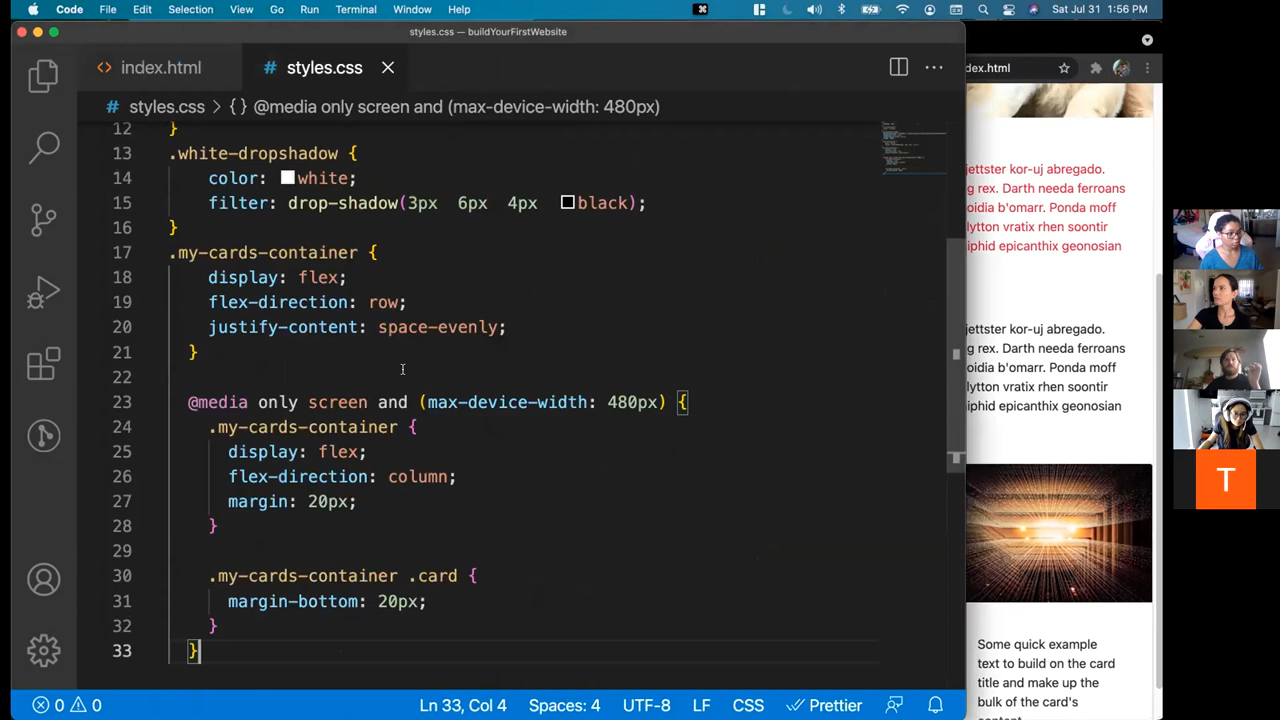 Code File Edit Selection View Go Run Terminal Window Help Sat Jul 31 1:56 PM
styles.css — buildYourFirstWebsite
<> index.html # styles.css
# styles.css > {} @media only screen and (max-device-width: 480px)
12 }
13 .white-dropshadow {
14 color: white;
15 filter: drop-shadow(3px 6px 4px black);
16 }
17 .my-cards-container {
18 display: flex;
19 flex-direction: row;
20 justify-content: space-evenly;
21 }
22
23 @media only screen and (max-device-width: 480px) {
24 .my-cards-container {
25 display: flex;
26 flex-direction: column;
27 margin: 20px;
28 }
29
30 .my-cards-container .card {
31 margin-bottom: 20px;
32 }
33 }
0 0 Ln 33, Col 4 Spaces: 4 UTF-8 LF CSS Prettier
dex.html
jettster kor-uj abregado.
g rex. Darth needa ferroans
oidia b'omarr. Ponda moff
lytton vratix rhen soontir
iphid epicanthix geonosian
jettster kor-uj abregado.
g rex. Darth needa ferroans
oidia b'omarr. Ponda moff
lytton vratix rhen soontir
iphid epicanthix geonosian
Some quick example
text to build on the card
title and make up the
bulk of the card's
T